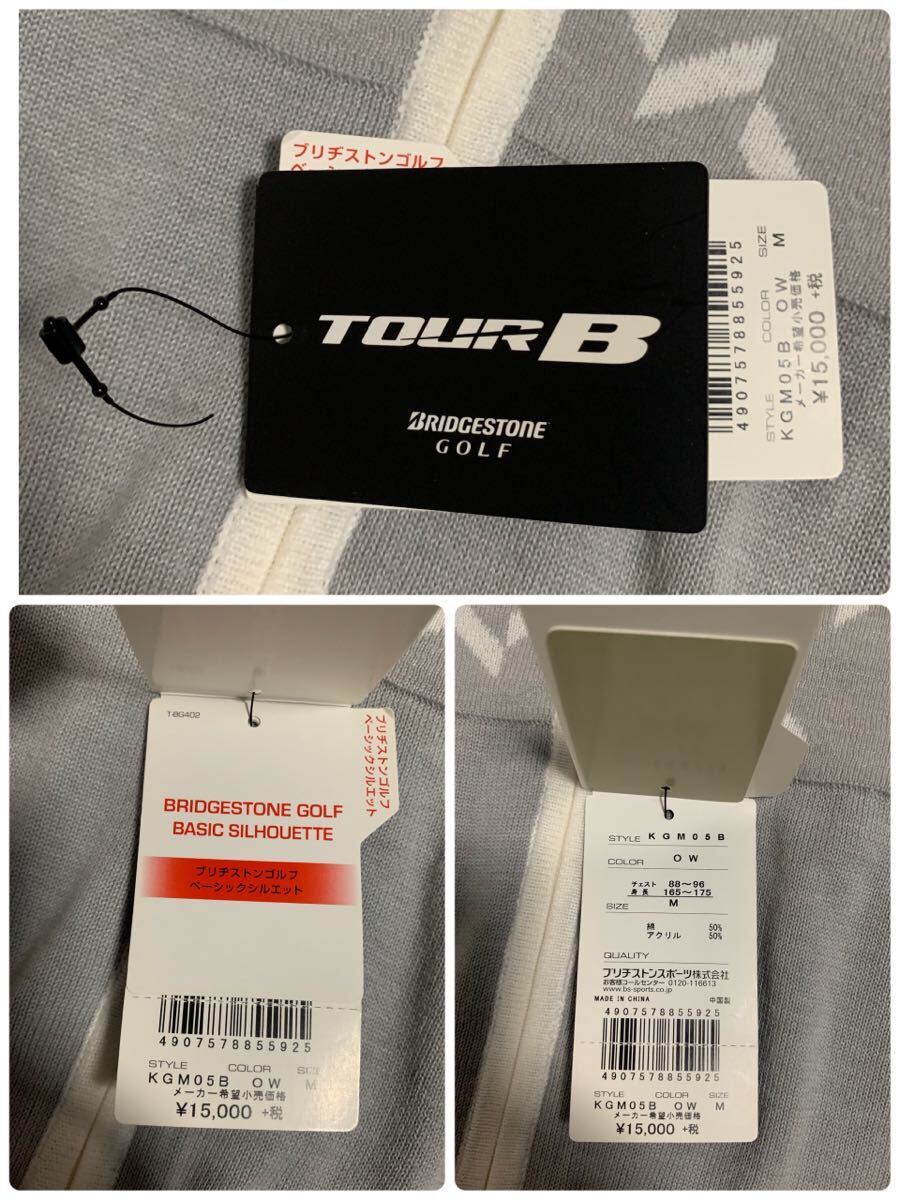 ブリヂストンゴルフ
TOUR B
BRIDGESTONE
GOLF
4907578855925
STYLE COLOR SIZE
KGM05B OW M
メーカー希望小売価格
¥15,000 +税
T-BG402
ブリヂストンゴルフ
ベーシックシルエット
BRIDGESTONE GOLF
BASIC SILHOUETTE
ブリヂストンゴルフ
ベーシックシルエット
4907578855925
STYLE COLOR SIZE
KGM05B OW M
メーカー希望小売価格
¥15,000 +税
STYLE KGM05B
COLOR OW
チェスト 88～96
身長 165～175
SIZE M
綿 50%
アクリル 50%
QUALITY
ブリヂストンスポーツ株式会社
お客様コールセンター 0120-116613
www.bs-sports.co.jp
MADE IN CHINA 中国製
4907578855925
4907578855925
STYLE COLOR SIZE
KGM05B OW M
メーカー希望小売価格
¥15,000 +税